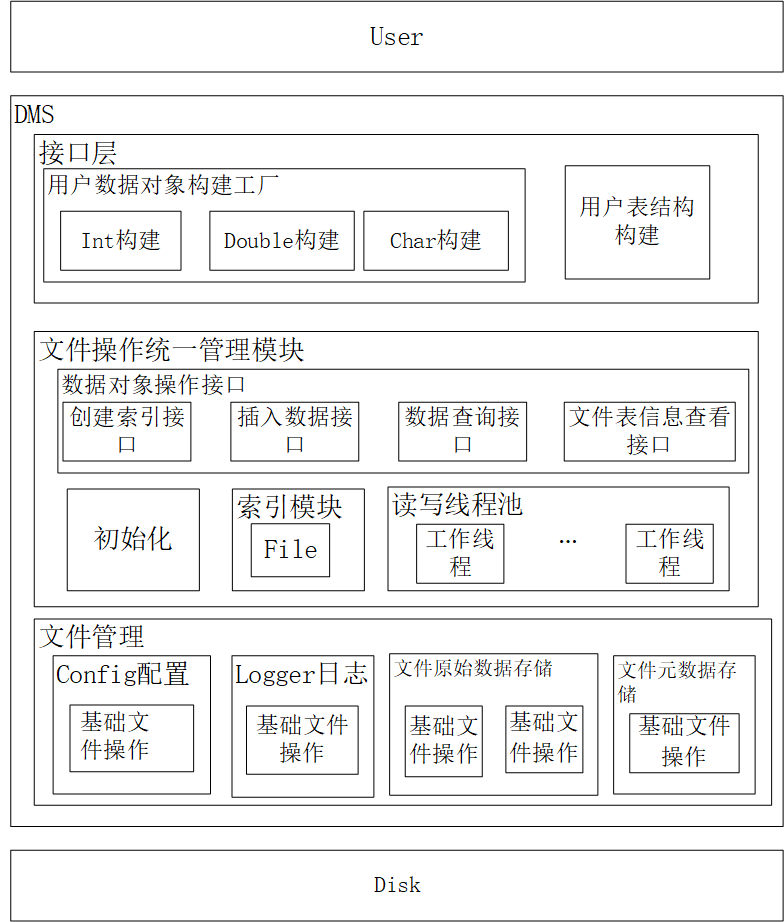 User
DMS
接口层
用户数据对象构建工厂
Int构建
Double构建
Char构建
用户表结构
构建
文件操作统一管理模块
数据对象操作接口
创建索引接
口
插入数据接
口
数据查询接
口
文件表信息查看
接口
初始化
索引模块
File
读写线程池
工作线
程
…
工作线
程
文件管理
Config配置
基础文
件操作
Logger日志
基础文件
操作
文件原始数据存储
基础文
件操作
基础文
件操作
文件元数据存
储
基础文件
操作
Disk